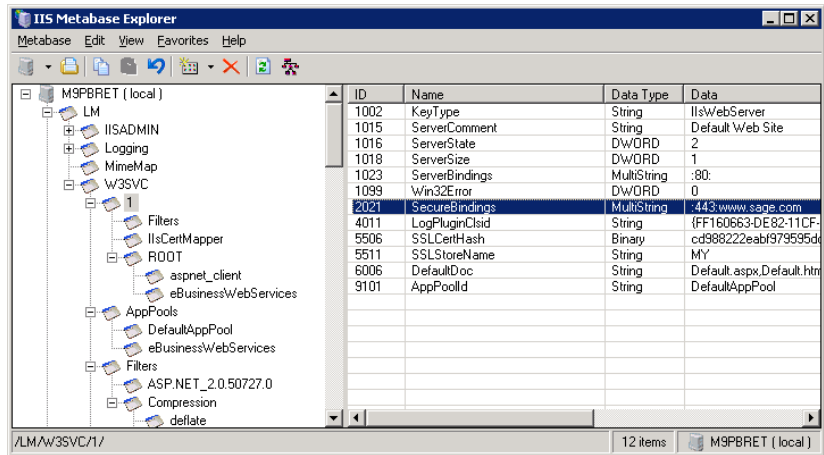 IIS Metabase Explorer
Metabase Edit View Favorites Help
M9PBRET ( local )
LM
IISADMIN
Logging
MimeMap
W3SVC
1
Filters
IIsCertMapper
ROOT
aspnet_client
eBusinessWebServices
AppPools
DefaultAppPool
eBusinessWebServices
Filters
ASP.NET_2.0.50727.0
Compression
deflate
ID Name Data Type Data
1002 KeyType String IIsWebServer
1015 ServerComment String Default Web Site
1016 ServerState DWORD 2
1018 ServerSize DWORD 1
1023 ServerBindings MultiString :80:
1099 Win32Error DWORD 0
2021 SecureBindings MultiString :443:www.sage.com
4011 LogPluginClsid String {FF160663-DE82-11CF-
5506 SSLCertHash Binary cd988222eabf979595dc
5511 SSLStoreName String MY
6006 DefaultDoc String Default.aspx,Default.htm
9101 AppPoolId String DefaultAppPool
/LM/W3SVC/1/ 12 items M9PBRET ( local )